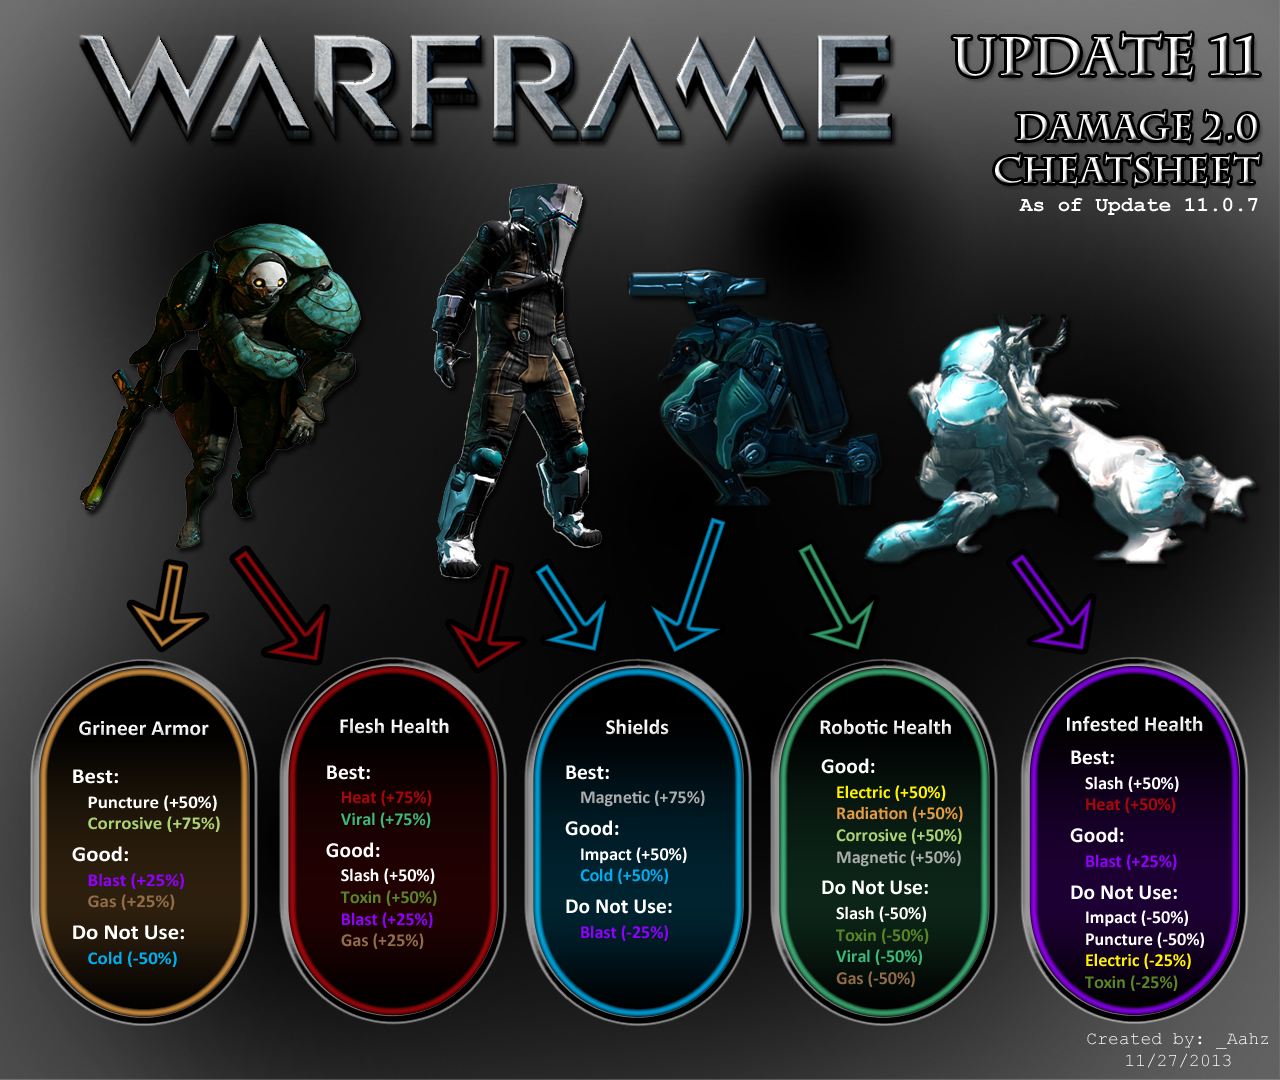 WARFRAME
UPDATE 11
DAMAGE 2.0
CHEATSHEET
As of Update 11.0.7
Grineer Armor
Best:
Puncture (+50%)
Corrosive (+75%)
Good:
Blast (+25%)
Gas (+25%)
Do Not Use:
Cold (-50%)
Flesh Health
Best:
Heat (+75%)
Viral (+75%)
Good:
Slash (+50%)
Toxin (+50%)
Blast (+25%)
Gas (+25%)
Shields
Best:
Magnetic (+75%)
Good:
Impact (+50%)
Cold (+50%)
Do Not Use:
Blast (-25%)
Robotic Health
Good:
Electric (+50%)
Radiation (+50%)
Corrosive (+50%)
Magnetic (+50%)
Do Not Use:
Slash (-50%)
Toxin (-50%)
Viral (-50%)
Gas (-50%)
Infested Health
Best:
Slash (+50%)
Heat (+50%)
Good:
Blast (+25%)
Do Not Use:
Impact (-50%)
Puncture (-50%)
Electric (-25%)
Toxin (-25%)
Created by: _Aahz
11/27/2013